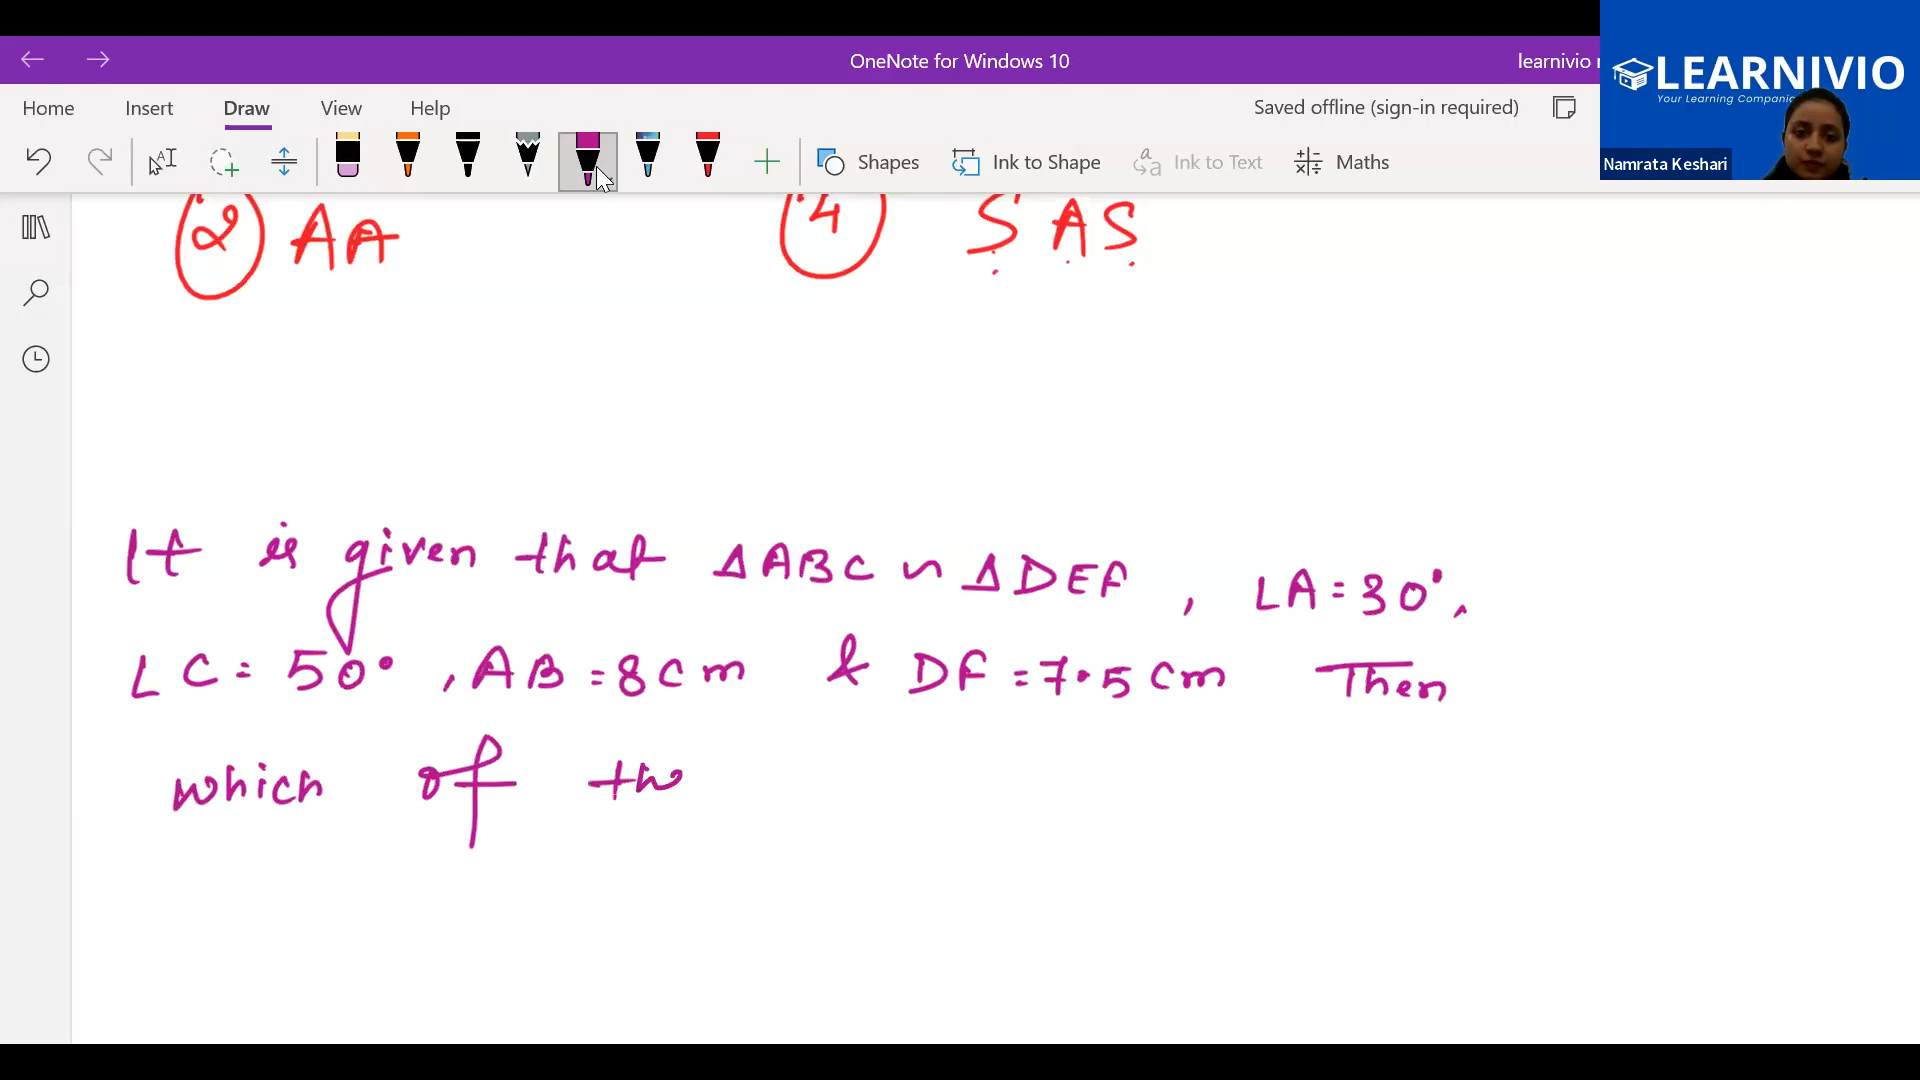 OneNote for Windows 10
learnivio
LEARNIVIO
Your Learning Companion
Home Insert Draw View Help
Saved offline (sign-in required)
Shapes Ink to Shape Ink to Text Maths
Namrata Keshari
2 AA
4 SAS
It is given that ΔABC ~ ΔDEF, ∠A=30°,
∠C=50°, AB=8cm & DF=7.5cm Then
which of the